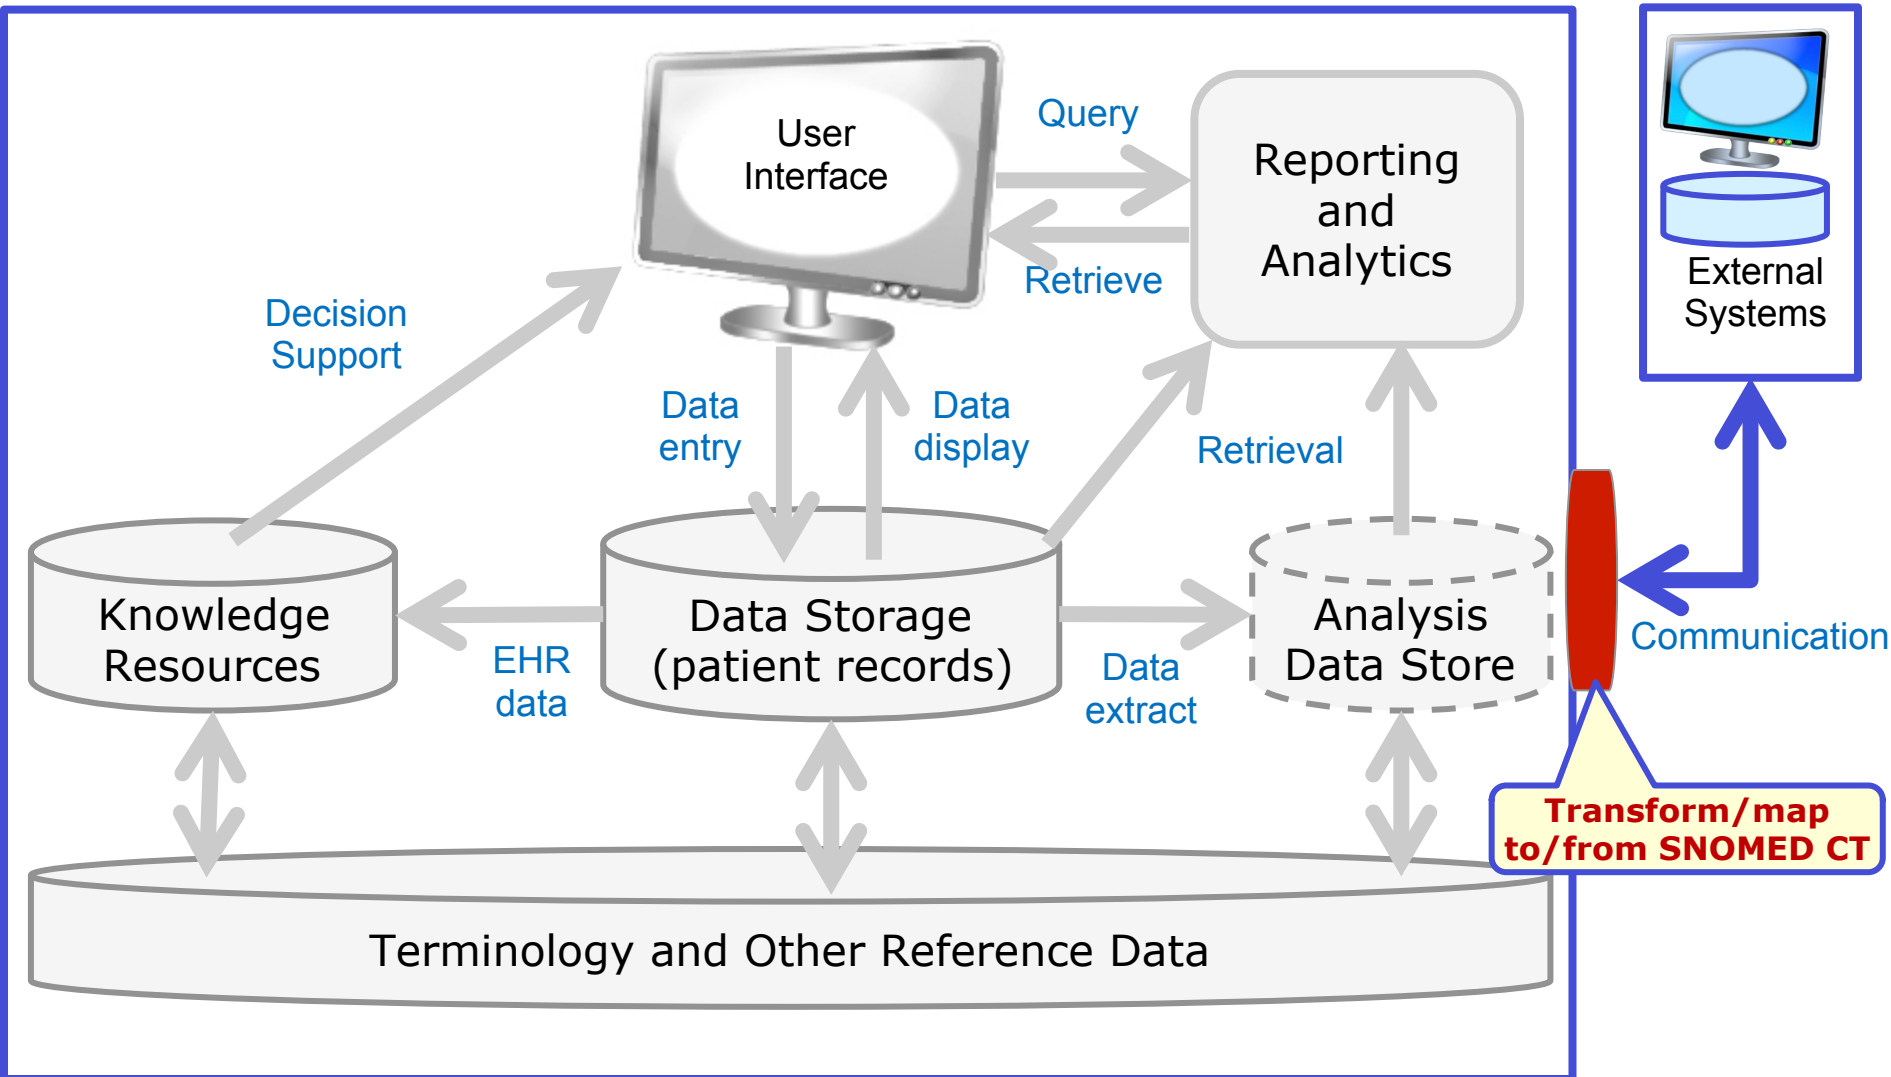 User
Interface
Query
Retrieve
Reporting
and
Analytics
External
Systems
Decision
Support
Data
entry
Data
display
Retrieval
Knowledge
Resources
EHR
data
Data Storage
(patient records)
Data
extract
Analysis
Data Store
Communication
Transform/map
to/from SNOMED CT
Terminology and Other Reference Data